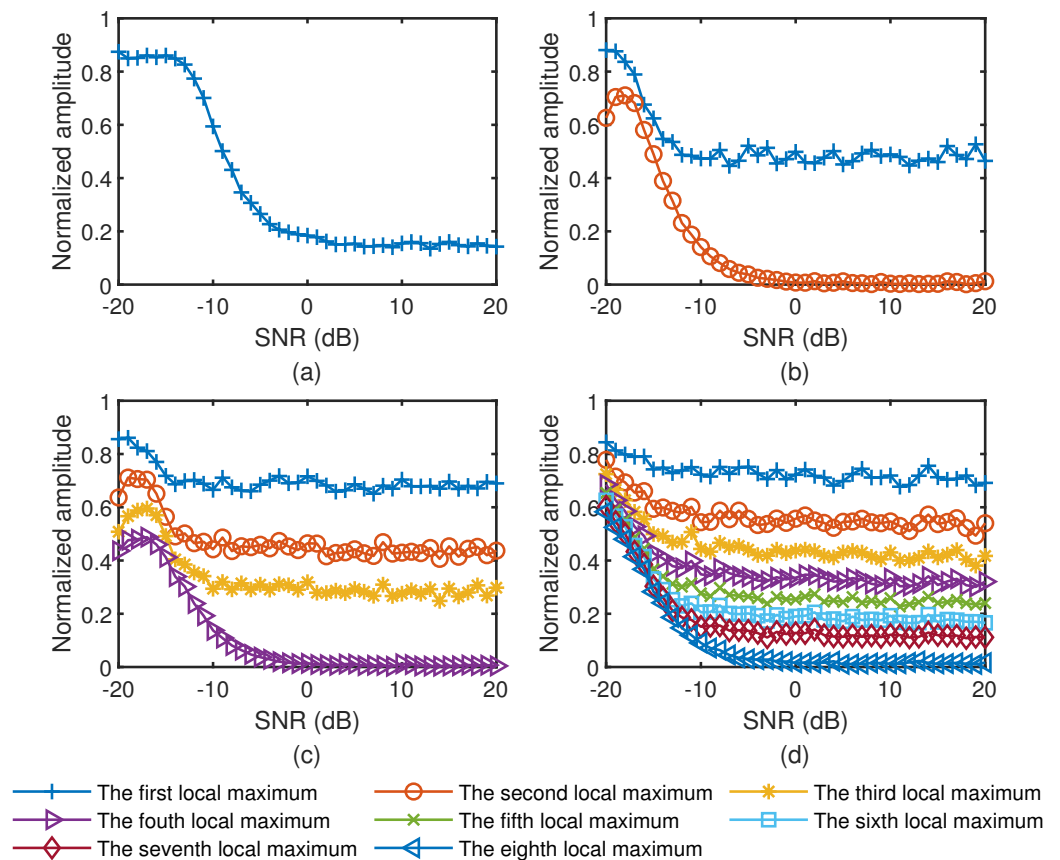 1
0.8
0.6
0.4
0.2
0
Normalized amplitude
-20 -10 0 10 20
SNR (dB)
(a)
1
0.8
0.6
0.4
0.2
0
Normalized amplitude
-20 -10 0 10 20
SNR (dB)
(b)
1
0.8
0.6
0.4
0.2
0
Normalized amplitude
-20 -10 0 10 20
SNR (dB)
(c)
1
0.8
0.6
0.4
0.2
0
Normalized amplitude
-20 -10 0 10 20
SNR (dB)
(d)
The first local maximum The second local maximum The third local maximum
The fouth local maximum The fifth local maximum The sixth local maximum
The seventh local maximum The eighth local maximum